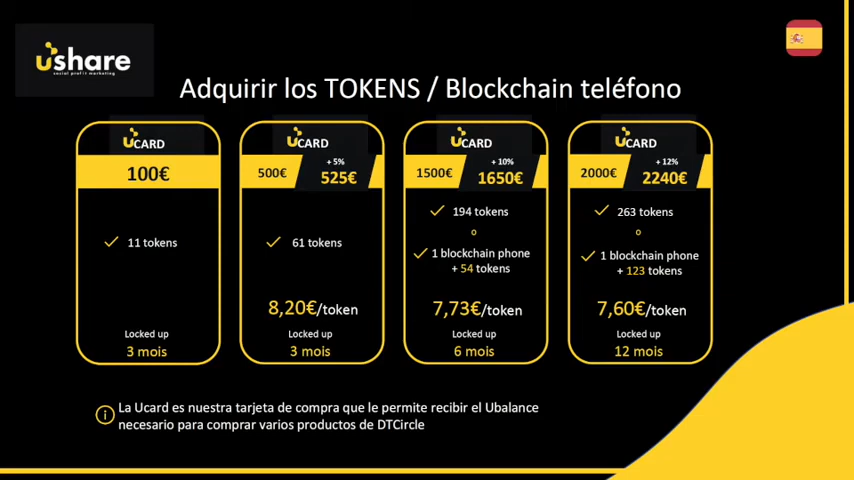 ushare
social profit marketing
Adquirir los TOKENS / Blockchain teléfono
UCARD
100€
11 tokens
Locked up
3 mois
UCARD
500€
+ 5%
525€
61 tokens
8,20€/token
Locked up
3 mois
UCARD
1500€
+ 10%
1650€
194 tokens
o
1 blockchain phone
+ 54 tokens
7,73€/token
Locked up
6 mois
UCARD
2000€
+ 12%
2240€
263 tokens
o
1 blockchain phone
+ 123 tokens
7,60€/token
Locked up
12 mois
La Ucard es nuestra tarjeta de compra que le permite recibir el Ubalance
necesario para comprar varios productos de DTCircle